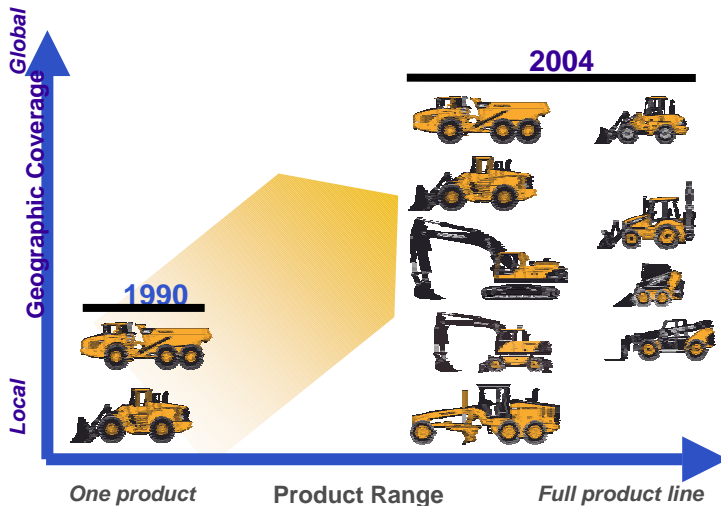 Global
2004
Geographic Coverage
1990
Local
One product
Product Range
Full product line